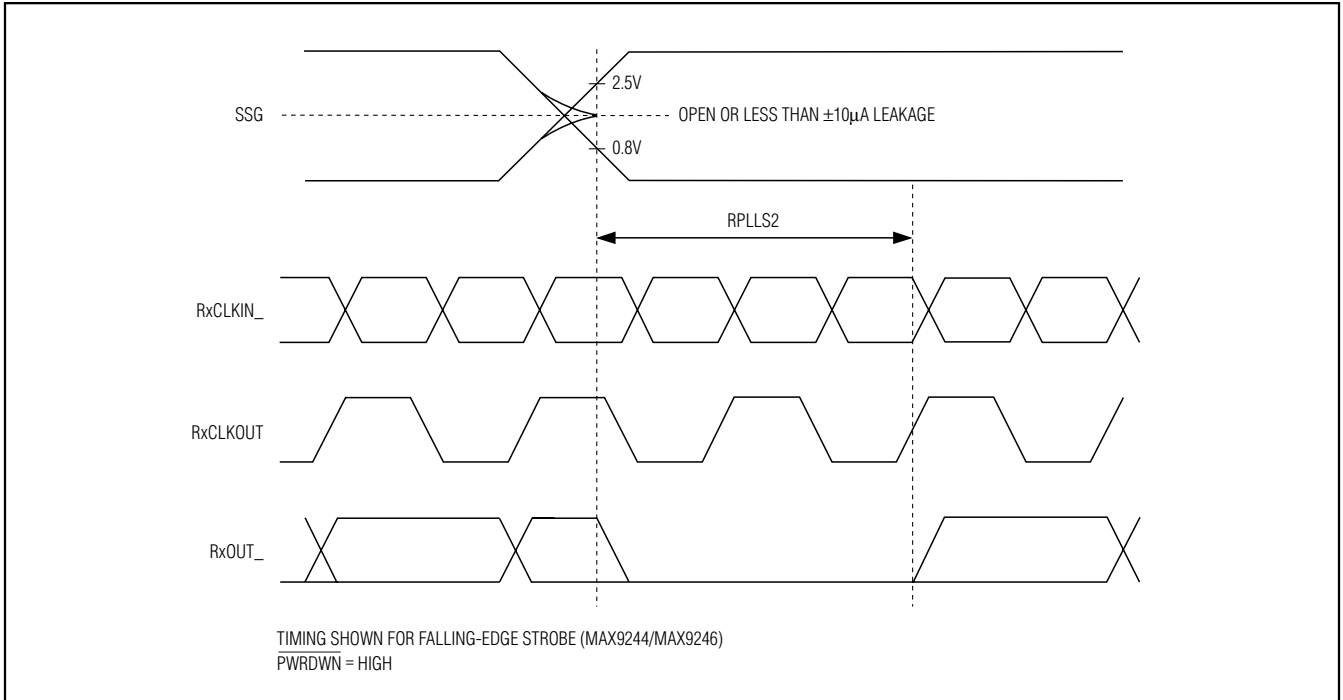 2.5V
SSG
OPEN OR LESS THAN ±10µA LEAKAGE
0.8V
RPLLS2
RxCLKIN_
RxCLKOUT
RxOUT_
TIMING SHOWN FOR FALLING-EDGE STROBE (MAX9244/MAX9246)
PWRDWN = HIGH